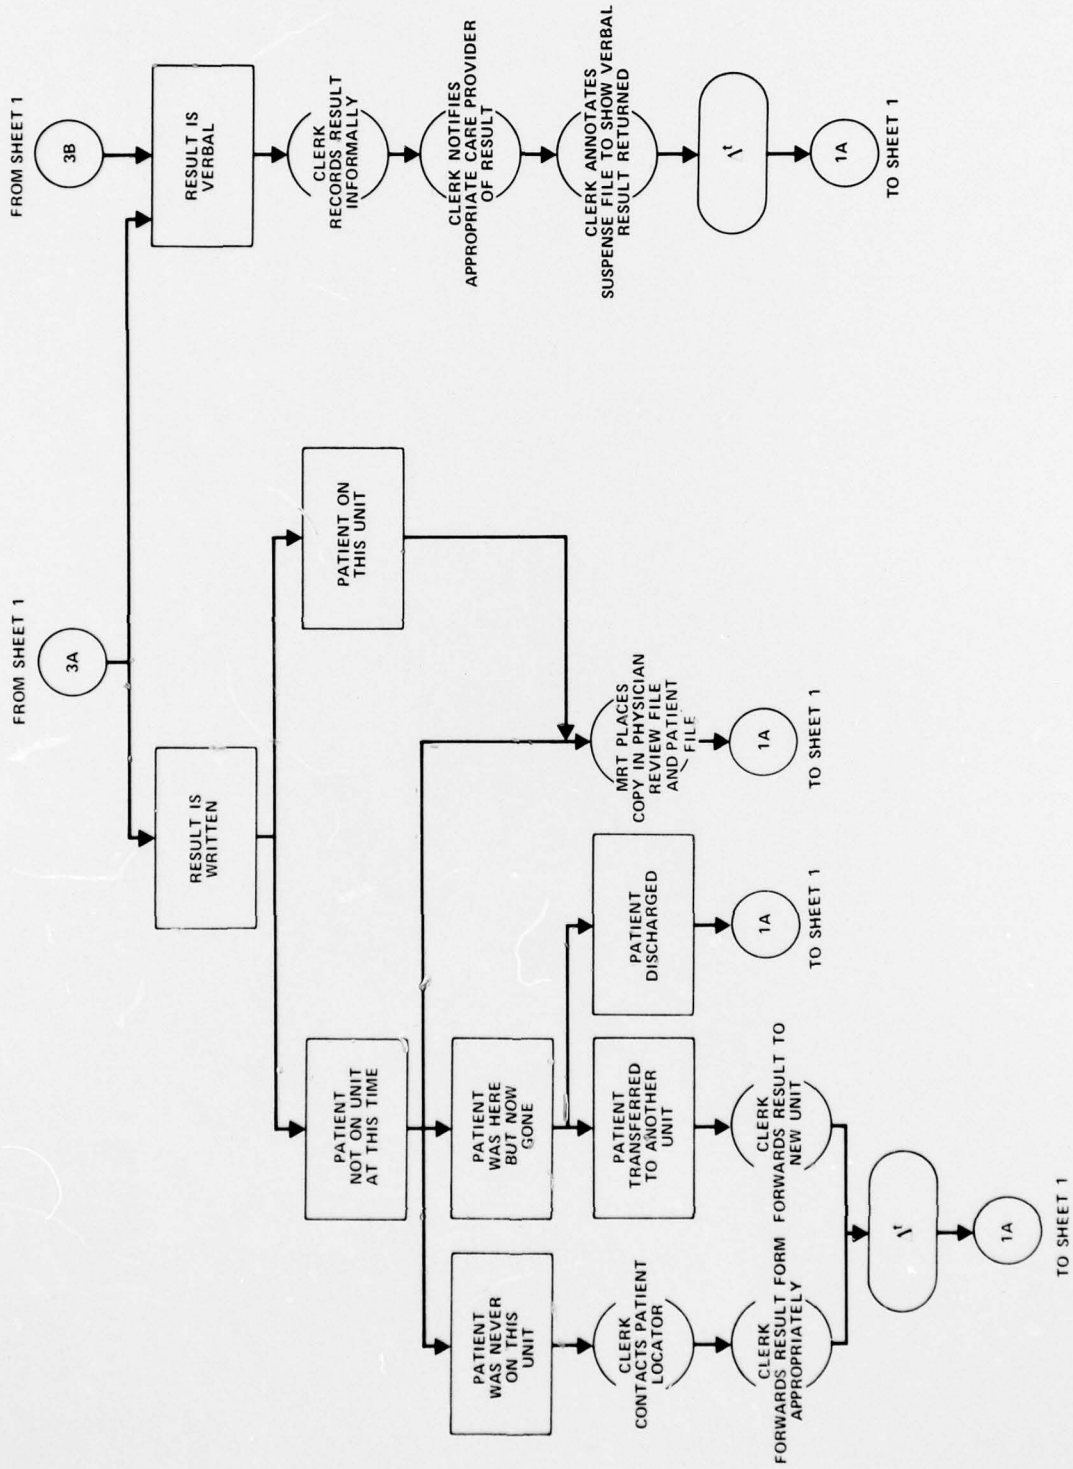 FROM SHEET 1
3A
FROM SHEET 1
3B
RESULT IS
WRITTEN
RESULT IS
VERBAL
PATIENT
NOT ON UNIT
AT THIS TIME
PATIENT ON
THIS UNIT
CLERK
RECORDS RESULT
INFORMALLY
PATIENT
WAS NEVER
ON THIS
UNIT
PATIENT
WAS HERE
BUT NOW
GONE
CLERK NOTIFIES
APPROPRIATE CARE PROVIDER
OF RESULT
CLERK
CONTACTS PATIENT
LOCATOR
PATIENT
TRANSFERRED
TO ANOTHER
UNIT
PATIENT
DISCHARGED
MRT PLACES
COPY IN PHYSICIAN
REVIEW FILE
AND PATIENT
FILE
CLERK ANNOTATES
SUSPENSE FILE TO SHOW VERBAL
RESULT RETURNED
CLERK
FORWARDS RESULT FORM
APPROPRIATELY
CLERK
FORWARDS RESULT TO
NEW UNIT
1A
TO SHEET 1
1A
TO SHEET 1
Λt
1A
TO SHEET 1
Λt
1A
TO SHEET 1